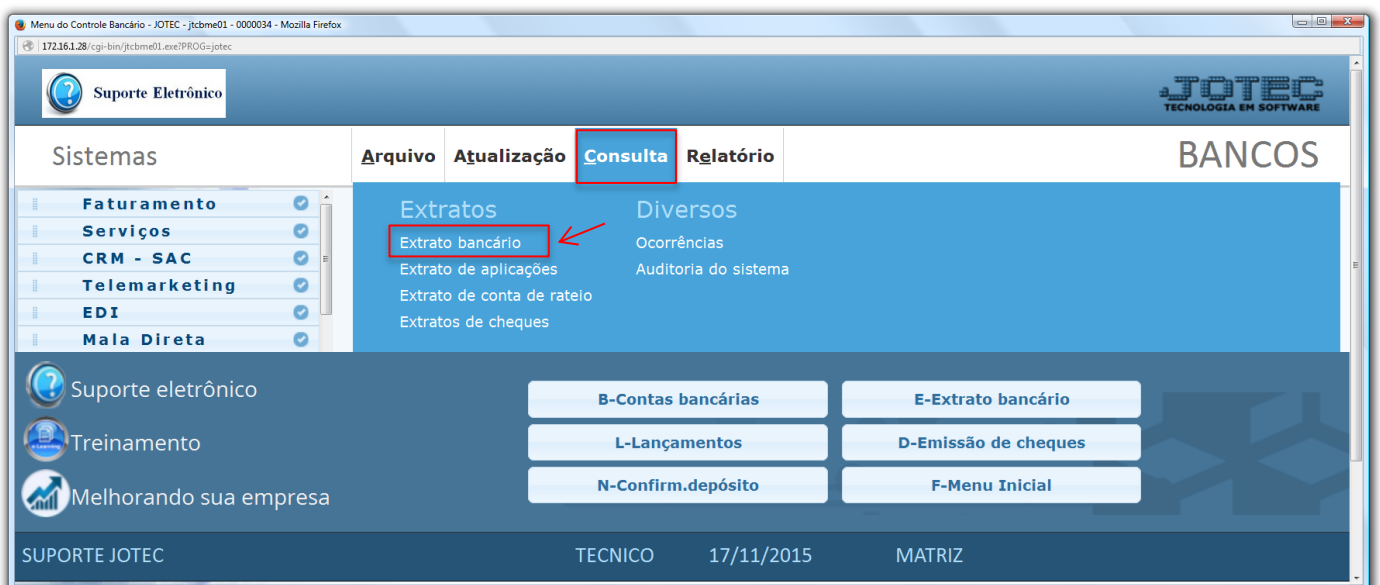 Menu do Controle Bancário - JOTEC - jtcbme01 - 0000034 - Mozilla Firefox
172.16.1.28/cgi-bin/jtcbme01.exe?PROG=jotec
Suporte Eletrônico
JOTEC
TECNOLOGIA EM SOFTWARE
Sistemas
Arquivo Atualização Consulta Relatório
BANCOS
Faturamento
Serviços
CRM - SAC
Telemarketing
EDI
Mala Direta
Extratos
Extrato bancário
Extrato de aplicações
Extrato de conta de rateio
Extratos de cheques
Diversos
Ocorrências
Auditoria do sistema
Suporte eletrônico
Treinamento
Melhorando sua empresa
B-Contas bancárias
E-Extrato bancário
L-Lançamentos
D-Emissão de cheques
N-Confirm.depósito
F-Menu Inicial
SUPORTE JOTEC TECNICO 17/11/2015 MATRIZ